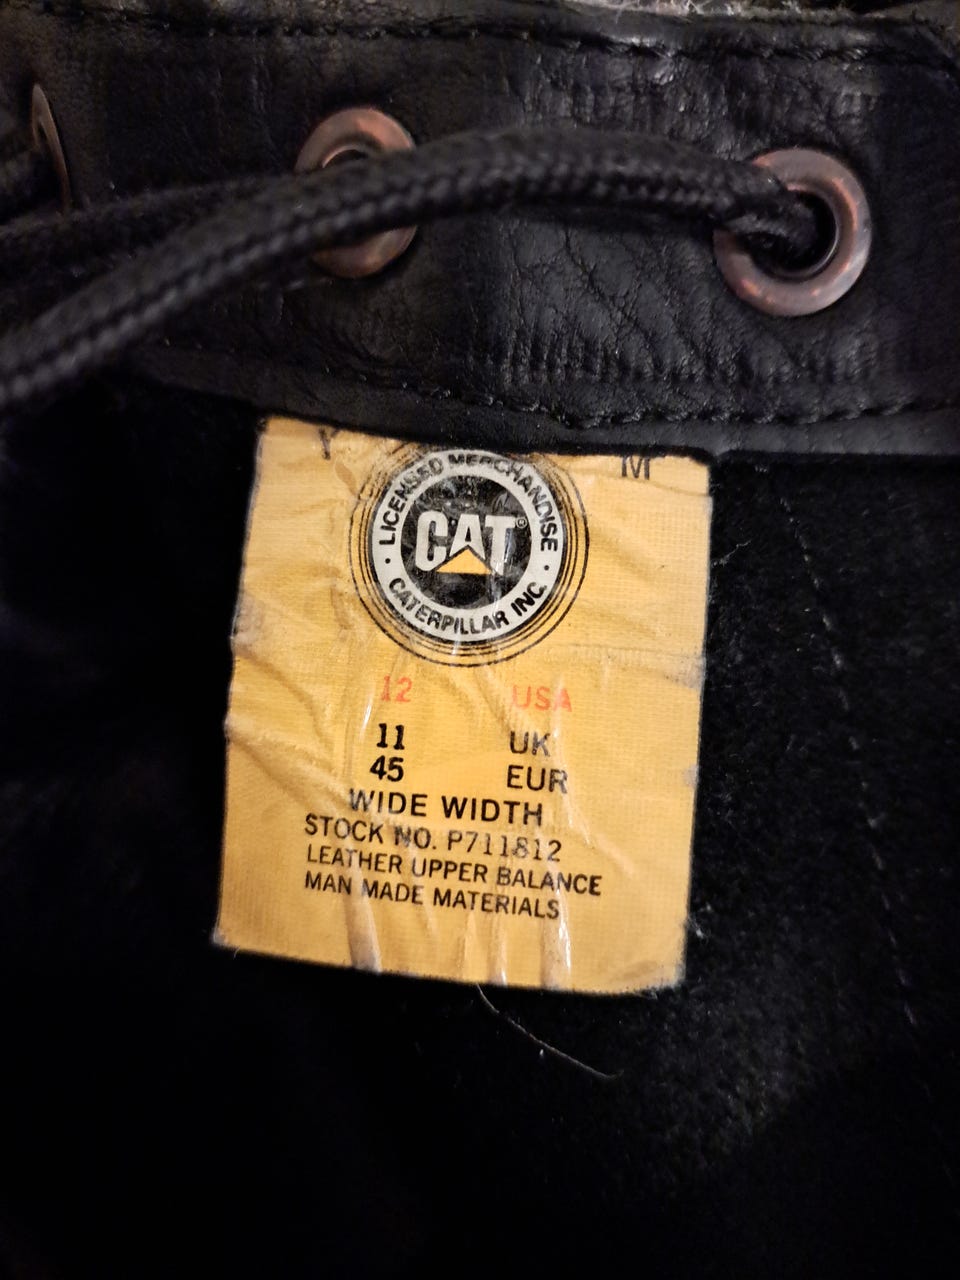 Y M
LICENSED MERCHANDISE
CAT®
· CATERPILLAR INC. ·
12 USA
11 UK
45 EUR
WIDE WIDTH
STOCK NO. P711812
LEATHER UPPER BALANCE
MAN MADE MATERIALS